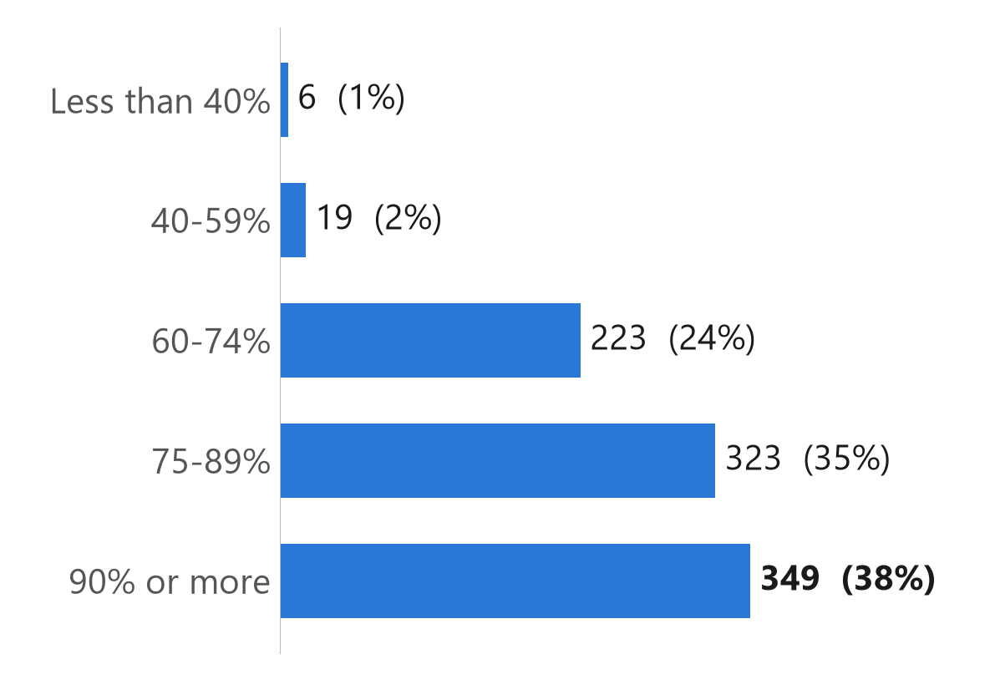 Less than 40% 6 (1%)
40-59% 19 (2%)
60-74% 223 (24%)
75-89% 323 (35%)
90% or more 349 (38%)